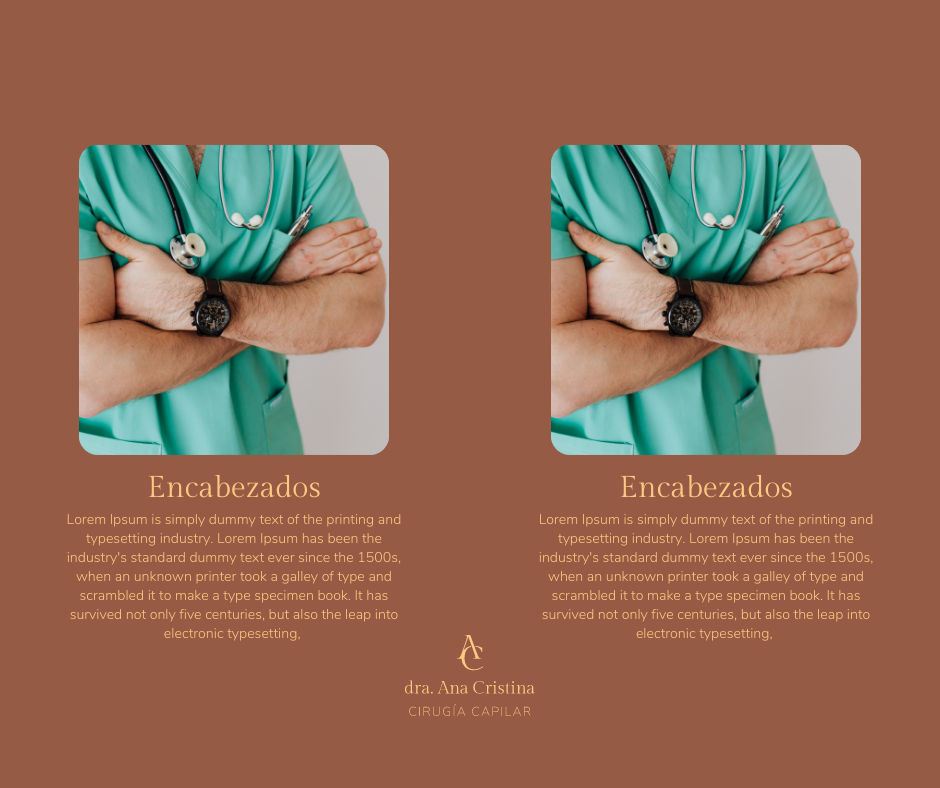 Encabezados
Lorem Ipsum is simply dummy text of the printing and
typesetting industry. Lorem Ipsum has been the
industry's standard dummy text ever since the 1500s,
when an unknown printer took a galley of type and
scrambled it to make a type specimen book. It has
survived not only five centuries, but also the leap into
electronic typesetting,
Encabezados
Lorem Ipsum is simply dummy text of the printing and
typesetting industry. Lorem Ipsum has been the
industry's standard dummy text ever since the 1500s,
when an unknown printer took a galley of type and
scrambled it to make a type specimen book. It has
survived not only five centuries, but also the leap into
electronic typesetting,
AC
dra. Ana Cristina
CIRUGÍA CAPILAR